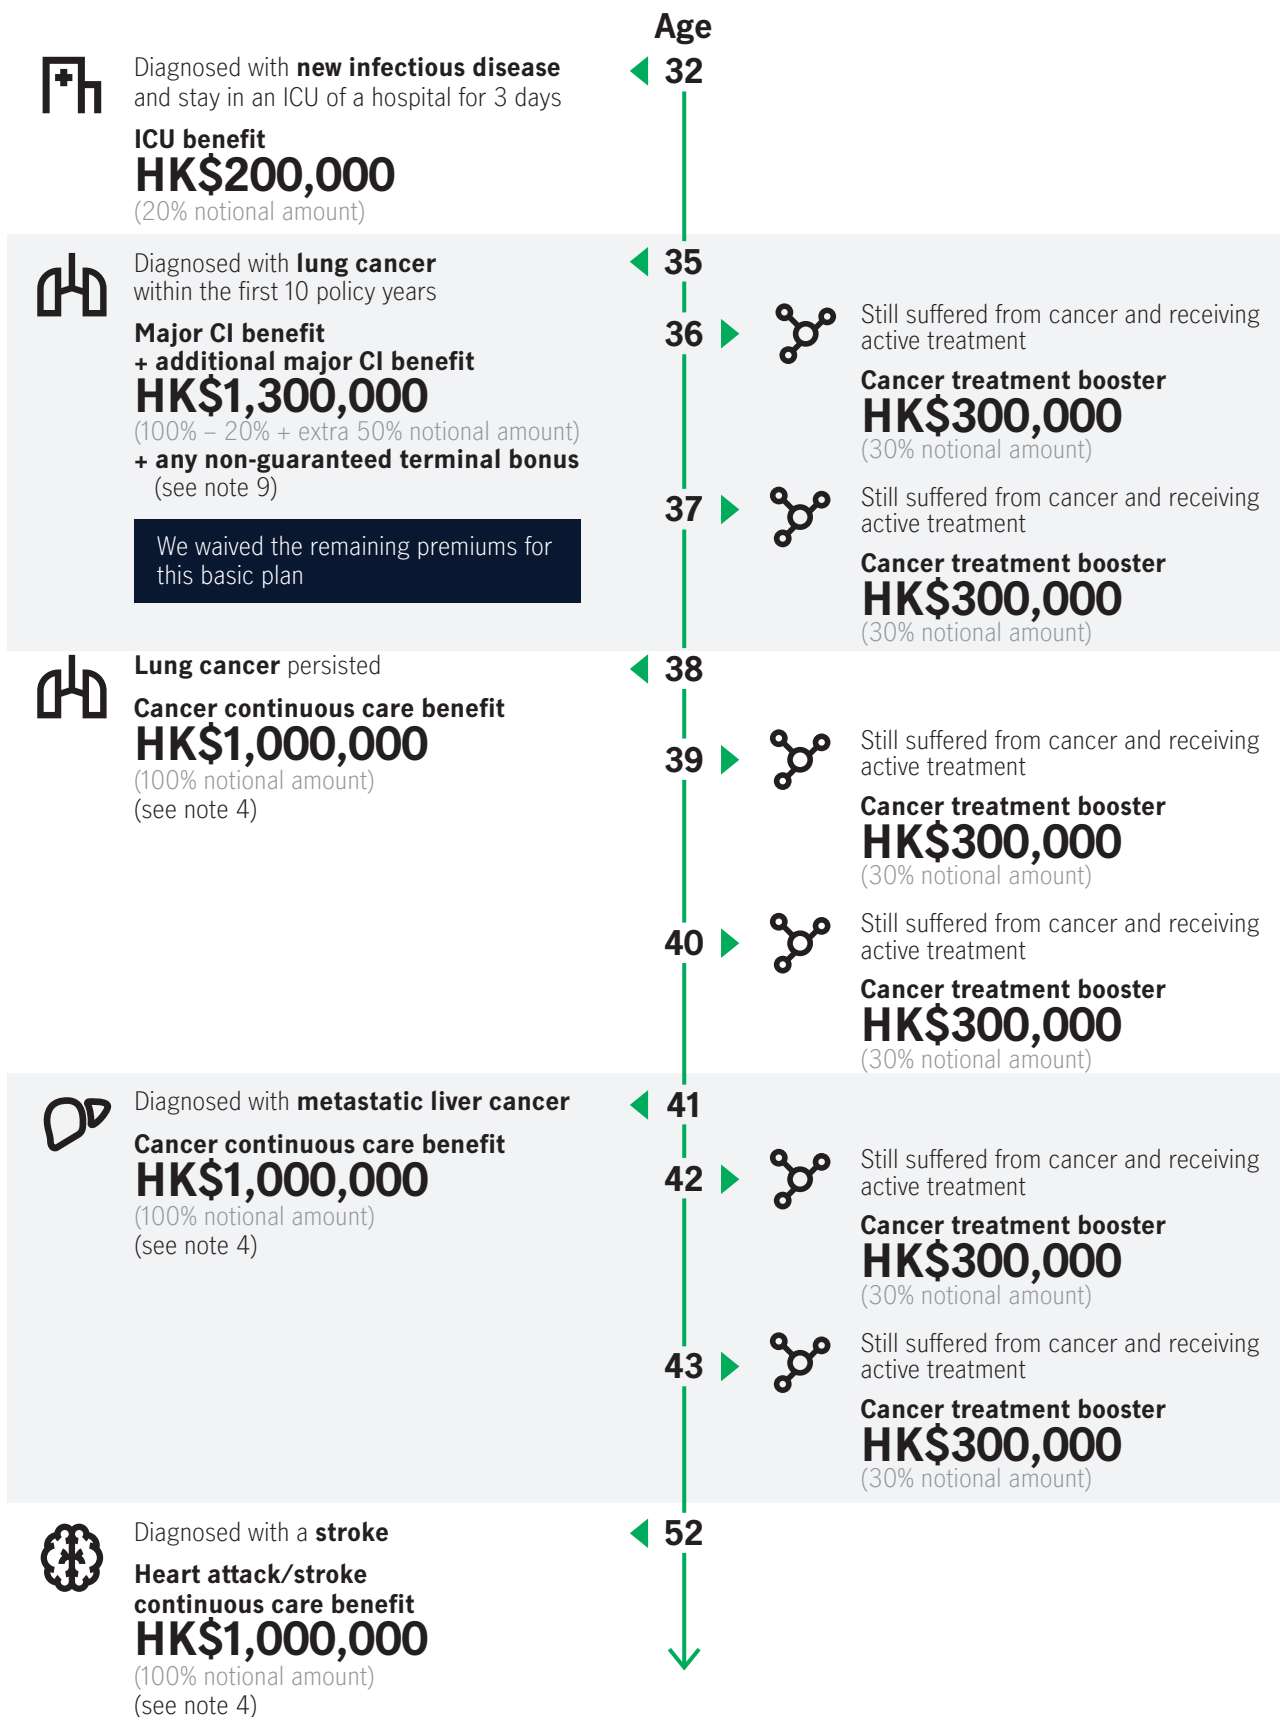 Age
32
Diagnosed with new infectious disease
and stay in an ICU of a hospital for 3 days
ICU benefit
HK$200,000
(20% notional amount)
35
Diagnosed with lung cancer
within the first 10 policy years
Major CI benefit
+ additional major CI benefit
HK$1,300,000
(100% – 20% + extra 50% notional amount)
+ any non-guaranteed terminal bonus
(see note 9)
We waived the remaining premiums for
this basic plan
36
Still suffered from cancer and receiving
active treatment
Cancer treatment booster
HK$300,000
(30% notional amount)
37
Still suffered from cancer and receiving
active treatment
Cancer treatment booster
HK$300,000
(30% notional amount)
38
Lung cancer persisted
Cancer continuous care benefit
HK$1,000,000
(100% notional amount)
(see note 4)
39
Still suffered from cancer and receiving
active treatment
Cancer treatment booster
HK$300,000
(30% notional amount)
40
Still suffered from cancer and receiving
active treatment
Cancer treatment booster
HK$300,000
(30% notional amount)
41
Diagnosed with metastatic liver cancer
Cancer continuous care benefit
HK$1,000,000
(100% notional amount)
(see note 4)
42
Still suffered from cancer and receiving
active treatment
Cancer treatment booster
HK$300,000
(30% notional amount)
43
Still suffered from cancer and receiving
active treatment
Cancer treatment booster
HK$300,000
(30% notional amount)
52
Diagnosed with a stroke
Heart attack/stroke
continuous care benefit
HK$1,000,000
(100% notional amount)
(see note 4)